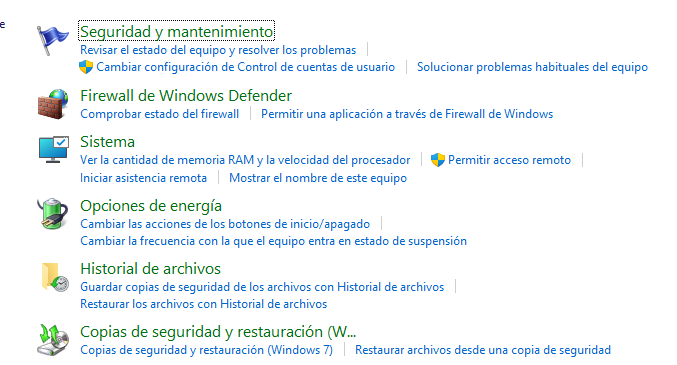 e
Seguridad y mantenimiento
Revisar el estado del equipo y resolver los problemas
Cambiar configuración de Control de cuentas de usuario Solucionar problemas habituales del equipo
Firewall de Windows Defender
Comprobar estado del firewall Permitir una aplicación a través de Firewall de Windows
Sistema
Ver la cantidad de memoria RAM y la velocidad del procesador Permitir acceso remoto
Iniciar asistencia remota Mostrar el nombre de este equipo
Opciones de energía
Cambiar las acciones de los botones de inicio/apagado
Cambiar la frecuencia con la que el equipo entra en estado de suspensión
Historial de archivos
Guardar copias de seguridad de los archivos con Historial de archivos
Restaurar los archivos con Historial de archivos
Copias de seguridad y restauración (W...
Copias de seguridad y restauración (Windows 7) Restaurar archivos desde una copia de seguridad